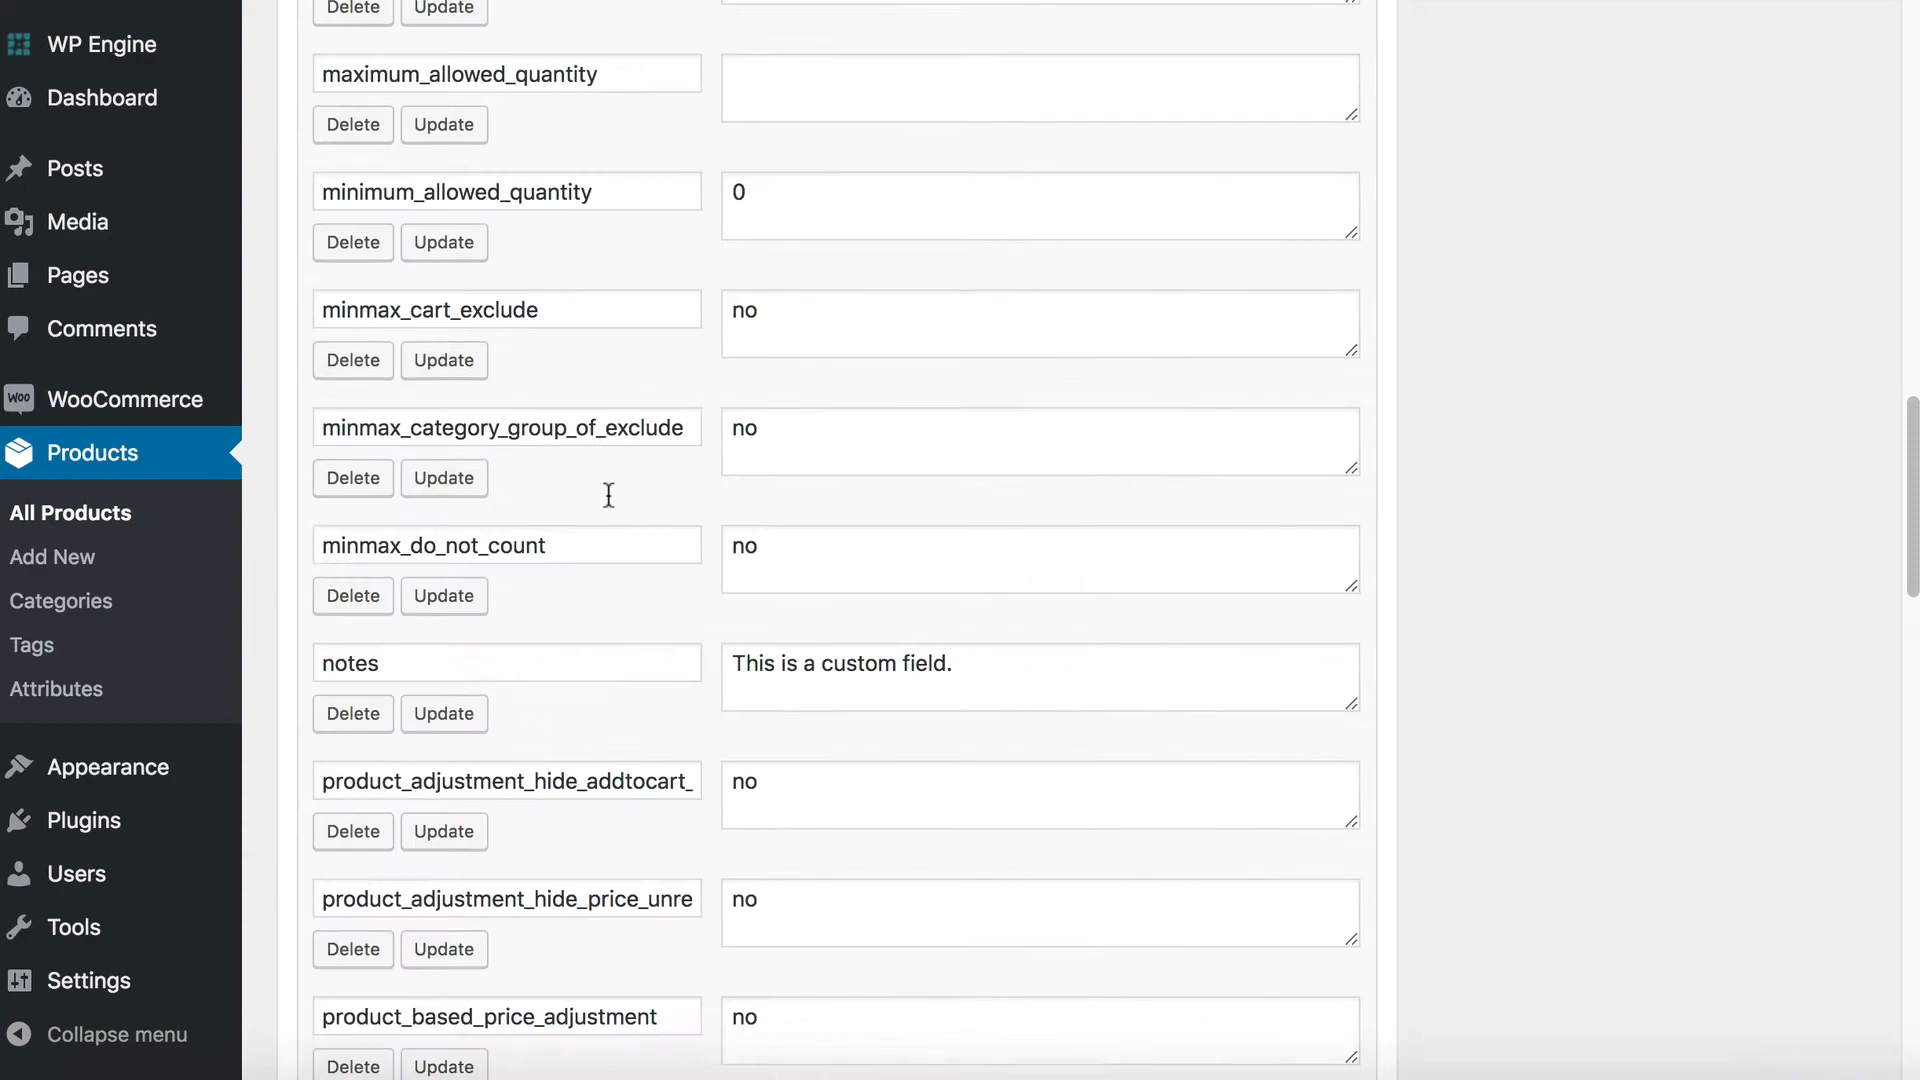 WP Engine
Dashboard
Posts
Media
Pages
Comments
WOO WooCommerce
Products
All Products
Add New
Categories
Tags
Attributes
Appearance
Plugins
Users
Tools
Settings
Collapse menu
Delete Update
maximum_allowed_quantity
Delete Update
minimum_allowed_quantity 0
Delete Update
minmax_cart_exclude no
Delete Update
minmax_category_group_of_exclude no
Delete Update
minmax_do_not_count no
Delete Update
notes This is a custom field.
Delete Update
product_adjustment_hide_addtocart_ no
Delete Update
product_adjustment_hide_price_unre no
Delete Update
product_based_price_adjustment no
Delete Update